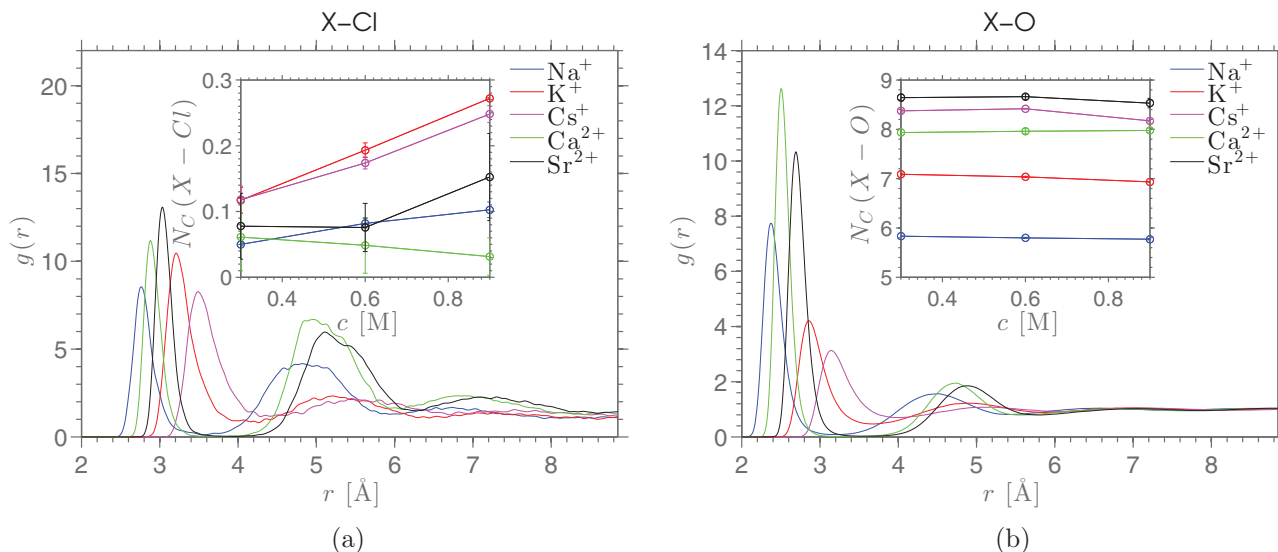 X–Cl
g(r)
20
15
10
5
0
2
3
4
5
6
7
8
r [Å]
Na⁺
K⁺
Cs⁺
Ca²⁺
Sr²⁺
N_C (X − Cl)
0.3
0.2
0.1
0
0.4
0.6
0.8
c [M]
(a)
X–O
g(r)
14
12
10
8
6
4
2
0
2
3
4
5
6
7
8
r [Å]
Na⁺
K⁺
Cs⁺
Ca²⁺
Sr²⁺
N_C (X − O)
9
8
7
6
5
0.4
0.6
0.8
c [M]
(b)